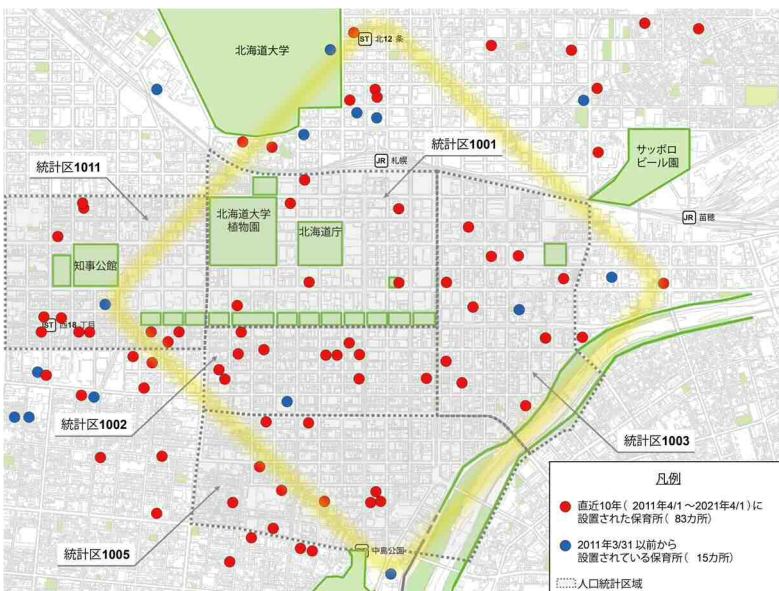 北海道大学
ST 北12 条
統計区1001
サッポロ
ビール園
JR 札幌
統計区1011
北海道大学
植物園
北海道庁
JR 苗穂
知事公館
ST 西18 丁目
統計区1002
統計区1003
統計区1005
中島公園
凡例
直近10年( 2011年4/1 ～2021年4/1 )に
設置された保育所( 83カ所)
2011年3/31 以前から
設置されている保育所( 15カ所)
人口統計区域